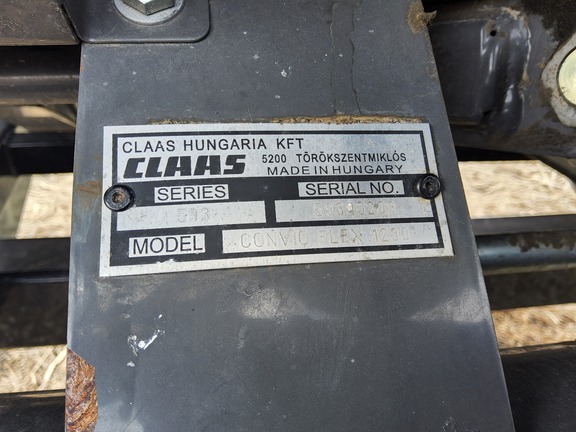 CLAAS HUNGARIA KFT
CLAAS 5200 TÖRÖKSZENTMIKLÓS
MADE IN HUNGARY
SERIES SERIAL NO.
MODEL CONVIO FLEX